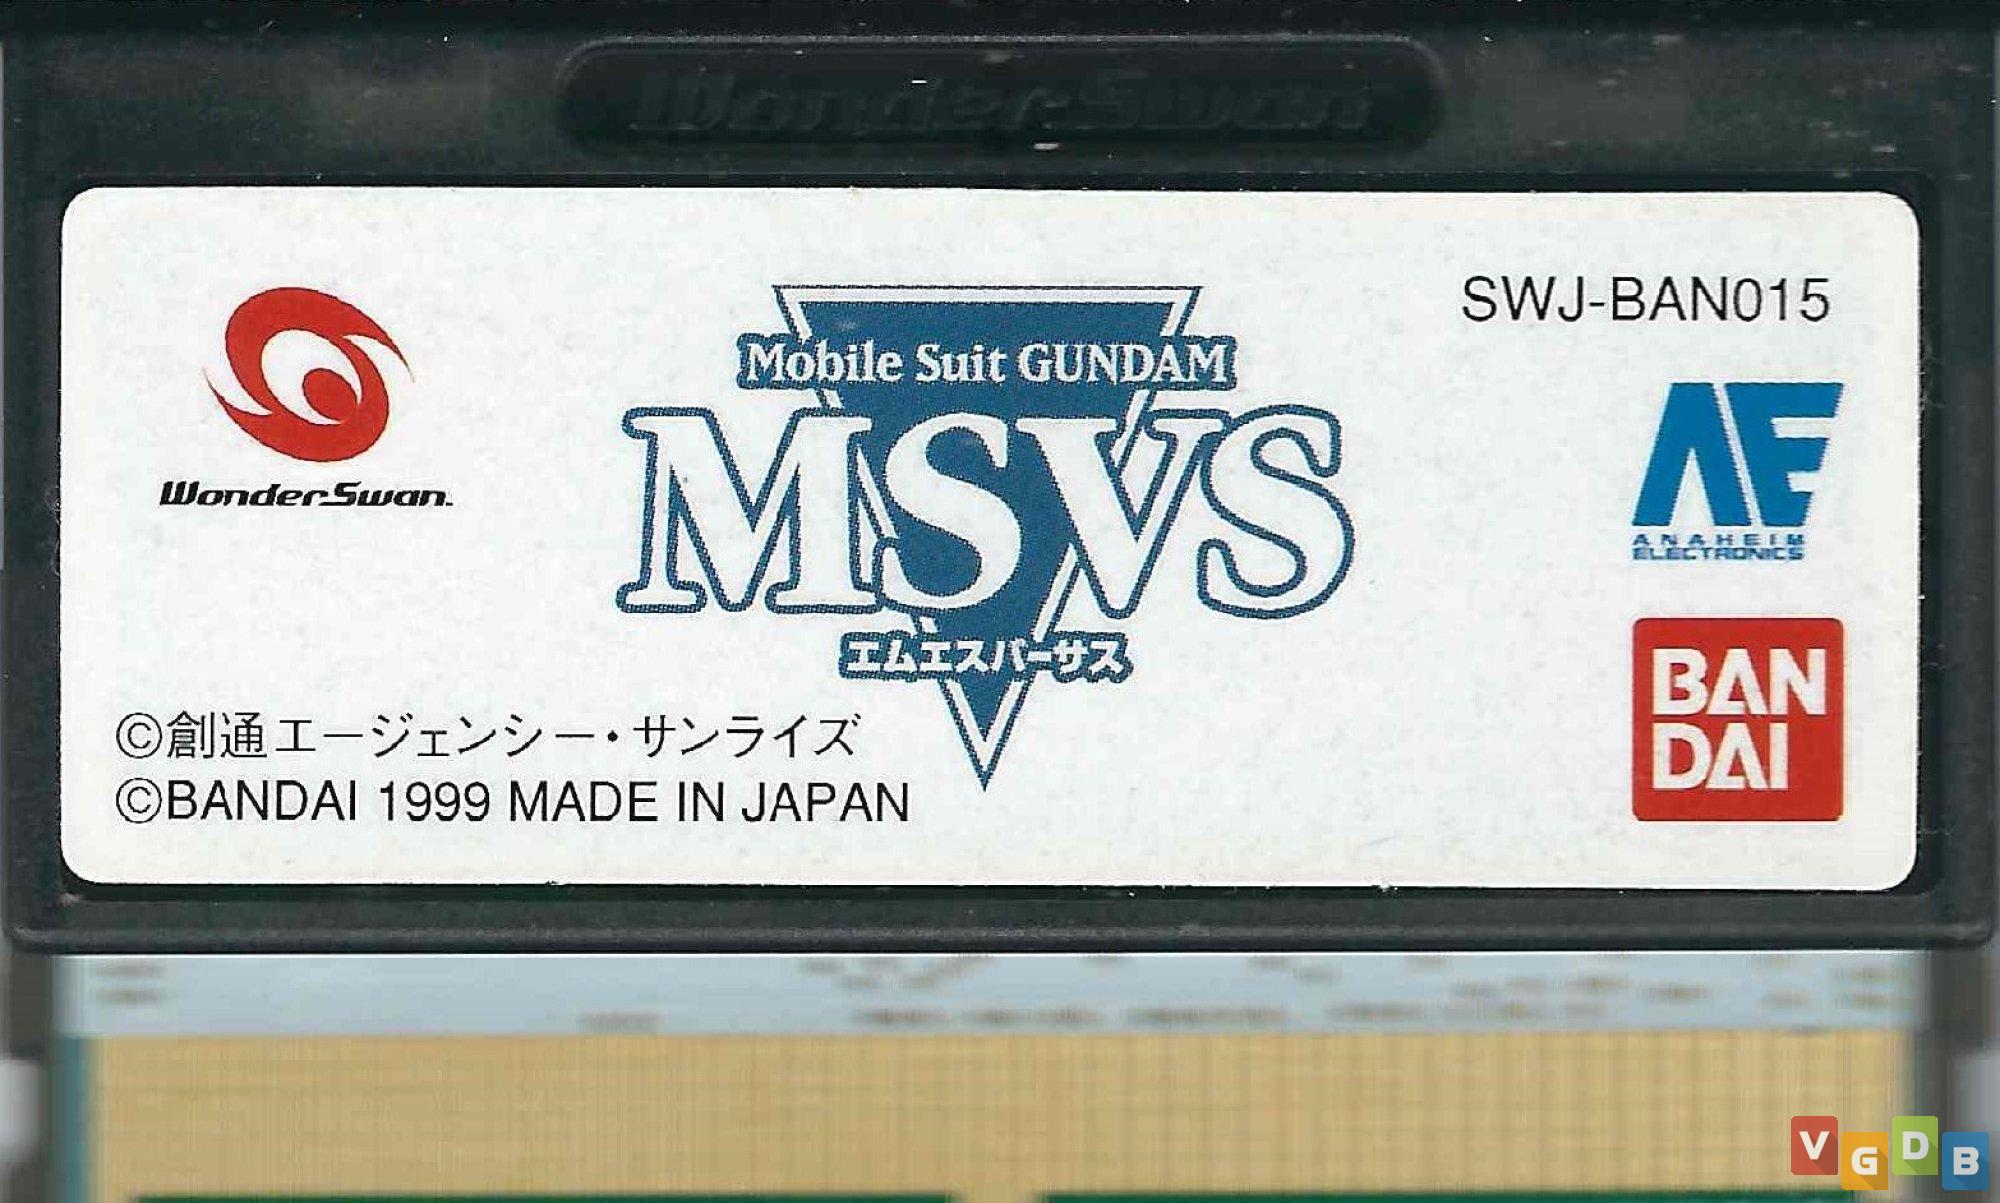 WonderSwan
SWJ-BAN015
Mobile Suit GUNDAM
MSVS
エムエスバーサス
WonderSwan™
AE
ANAHEIM
ELECTRONICS
BAN
DAI
©創通エージェンシー・サンライズ
©BANDAI 1999 MADE IN JAPAN
VGDB